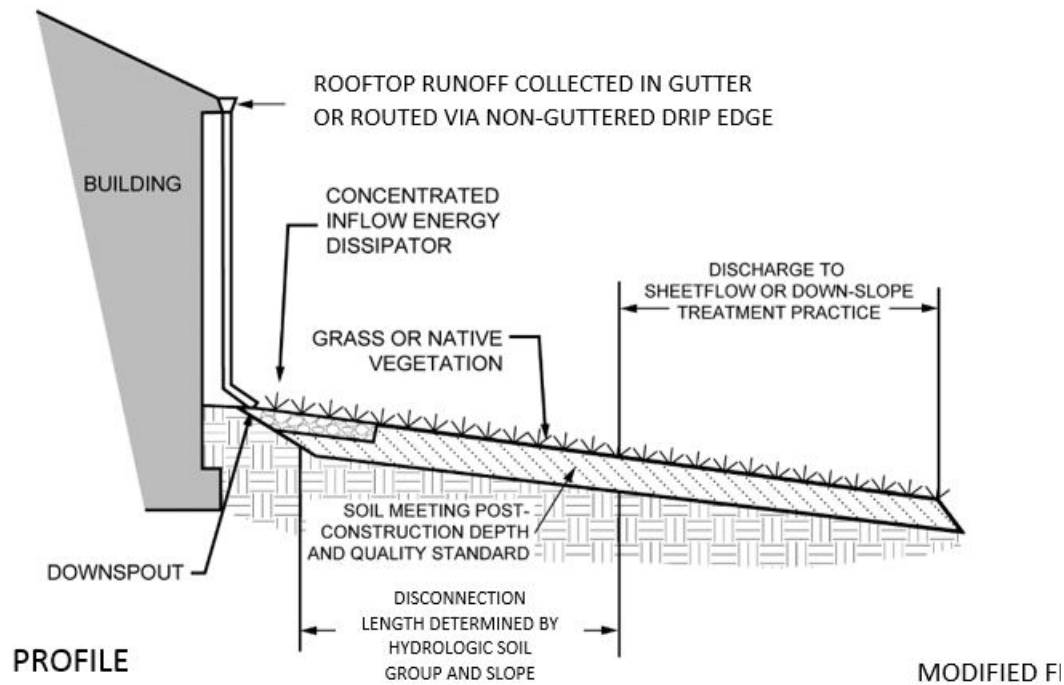 ROOFTOP RUNOFF COLLECTED IN GUTTER
OR ROUTED VIA NON-GUTTERED DRIP EDGE
BUILDING
CONCENTRATED
INFLOW ENERGY
DISSIPATOR
DISCHARGE TO
SHEETFLOW OR DOWN-SLOPE
TREATMENT PRACTICE
GRASS OR NATIVE
VEGETATION
SOIL MEETING POST-
CONSTRUCTION DEPTH
AND QUALITY STANDARD
DOWNSPOUT
DISCONNECTION
LENGTH DETERMINED BY
HYDROLOGIC SOIL
GROUP AND SLOPE
PROFILE
MODIFIED